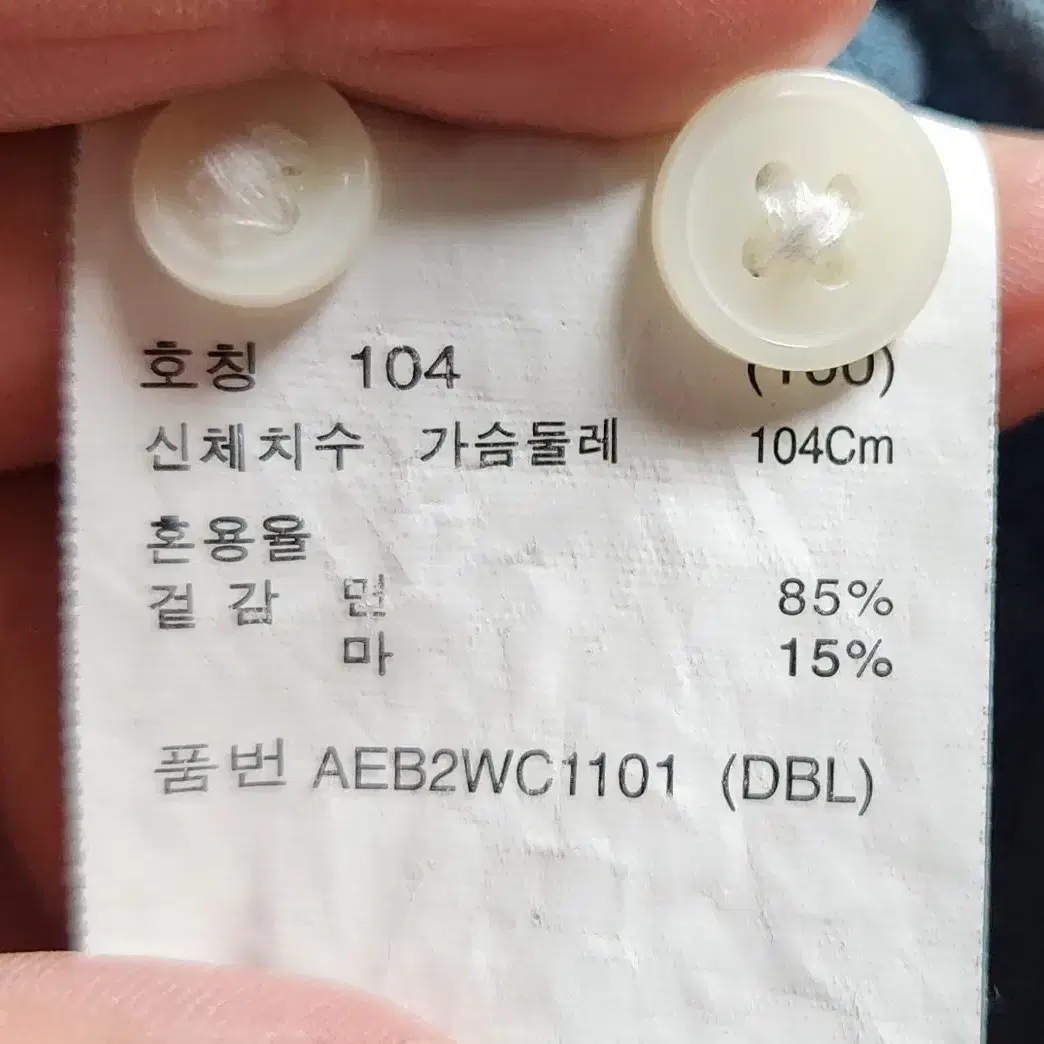 호칭 104 (100)
신체치수 가슴둘레 104Cm
혼용율
겉감 면 85%
마 15%
품번 AEB2WC1101 (DBL)